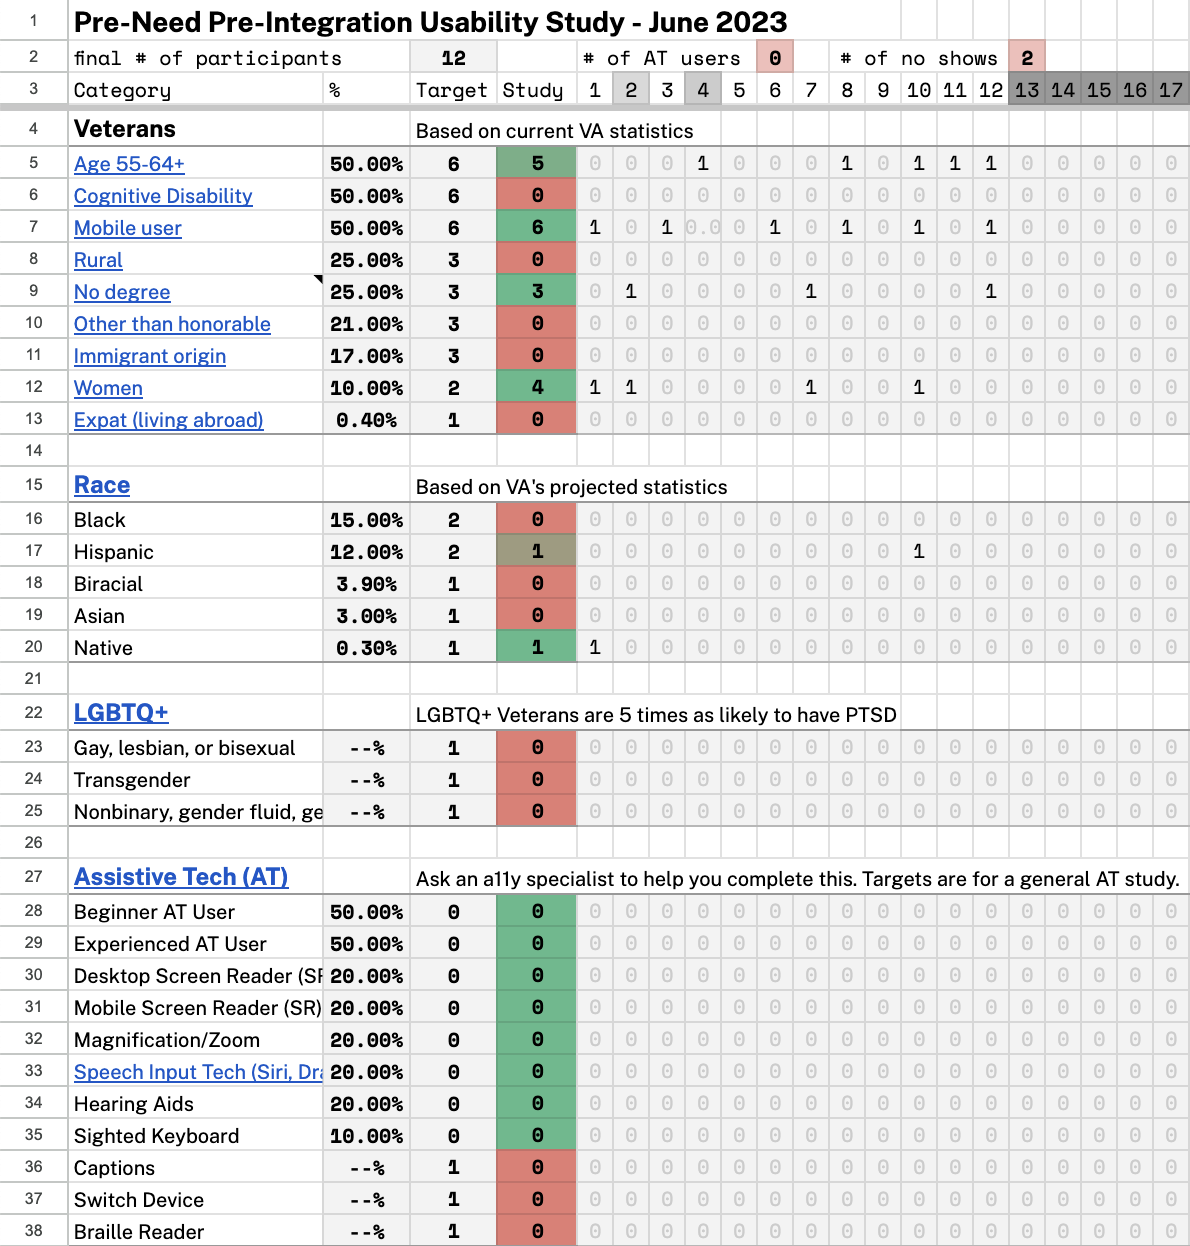 1 Pre-Need Pre-Integration Usability Study - June 2023
2 final # of participants 12 # of AT users 0 # of no shows 2
3 Category % Target Study 1 2 3 4 5 6 7 8 9 10 11 12 13 14 15 16 17
4 Veterans Based on current VA statistics
5 Age 55-64+ 50.00% 6 5 0 0 0 1 0 0 0 1 0 1 1 1 0 0 0 0 0
6 Cognitive Disability 50.00% 6 0 0 0 0 0 0 0 0 0 0 0 0 0 0 0 0 0 0
7 Mobile user 50.00% 6 6 1 0 1 0.0 0 1 0 1 0 1 0 1 0 0 0 0 0
8 Rural 25.00% 3 0 0 0 0 0 0 0 0 0 0 0 0 0 0 0 0 0 0
9 No degree 25.00% 3 3 0 1 0 0 0 0 1 0 0 0 0 1 0 0 0 0 0
10 Other than honorable 21.00% 3 0 0 0 0 0 0 0 0 0 0 0 0 0 0 0 0 0 0
11 Immigrant origin 17.00% 3 0 0 0 0 0 0 0 0 0 0 0 0 0 0 0 0 0 0
12 Women 10.00% 2 4 1 1 0 0 0 0 1 0 0 1 0 0 0 0 0 0 0
13 Expat (living abroad) 0.40% 1 0 0 0 0 0 0 0 0 0 0 0 0 0 0 0 0 0 0
14
15 Race Based on VA's projected statistics
16 Black 15.00% 2 0 0 0 0 0 0 0 0 0 0 0 0 0 0 0 0 0 0
17 Hispanic 12.00% 2 1 0 0 0 0 0 0 0 0 0 1 0 0 0 0 0 0 0
18 Biracial 3.90% 1 0 0 0 0 0 0 0 0 0 0 0 0 0 0 0 0 0 0
19 Asian 3.00% 1 0 0 0 0 0 0 0 0 0 0 0 0 0 0 0 0 0 0
20 Native 0.30% 1 1 1 0 0 0 0 0 0 0 0 0 0 0 0 0 0 0 0
21
22 LGBTQ+ LGBTQ+ Veterans are 5 times as likely to have PTSD
23 Gay, lesbian, or bisexual --% 1 0 0 0 0 0 0 0 0 0 0 0 0 0 0 0 0 0 0
24 Transgender --% 1 0 0 0 0 0 0 0 0 0 0 0 0 0 0 0 0 0 0
25 Nonbinary, gender fluid, ge --% 1 0 0 0 0 0 0 0 0 0 0 0 0 0 0 0 0 0 0
26
27 Assistive Tech (AT) Ask an a11y specialist to help you complete this. Targets are for a general AT study.
28 Beginner AT User 50.00% 0 0 0 0 0 0 0 0 0 0 0 0 0 0 0 0 0 0 0
29 Experienced AT User 50.00% 0 0 0 0 0 0 0 0 0 0 0 0 0 0 0 0 0 0 0
30 Desktop Screen Reader (SR 20.00% 0 0 0 0 0 0 0 0 0 0 0 0 0 0 0 0 0 0 0
31 Mobile Screen Reader (SR) 20.00% 0 0 0 0 0 0 0 0 0 0 0 0 0 0 0 0 0 0 0
32 Magnification/Zoom 20.00% 0 0 0 0 0 0 0 0 0 0 0 0 0 0 0 0 0 0 0
33 Speech Input Tech (Siri, Dra 20.00% 0 0 0 0 0 0 0 0 0 0 0 0 0 0 0 0 0 0 0
34 Hearing Aids 20.00% 0 0 0 0 0 0 0 0 0 0 0 0 0 0 0 0 0 0 0
35 Sighted Keyboard 10.00% 0 0 0 0 0 0 0 0 0 0 0 0 0 0 0 0 0 0 0
36 Captions --% 1 0 0 0 0 0 0 0 0 0 0 0 0 0 0 0 0 0 0
37 Switch Device --% 1 0 0 0 0 0 0 0 0 0 0 0 0 0 0 0 0 0 0
38 Braille Reader --% 1 0 0 0 0 0 0 0 0 0 0 0 0 0 0 0 0 0 0